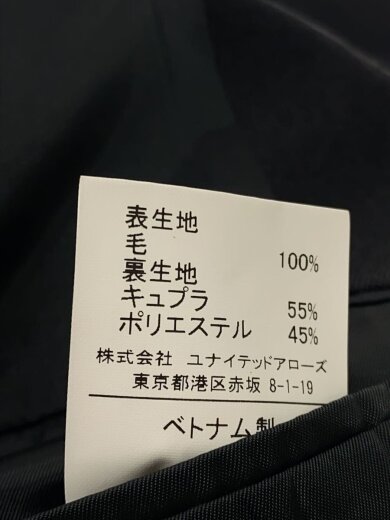 表生地
毛 100%
裏生地
キュプラ 55%
ポリエステル 45%
株式会社 ユナイテッドアローズ
東京都港区赤坂 8-1-19
ベトナム製